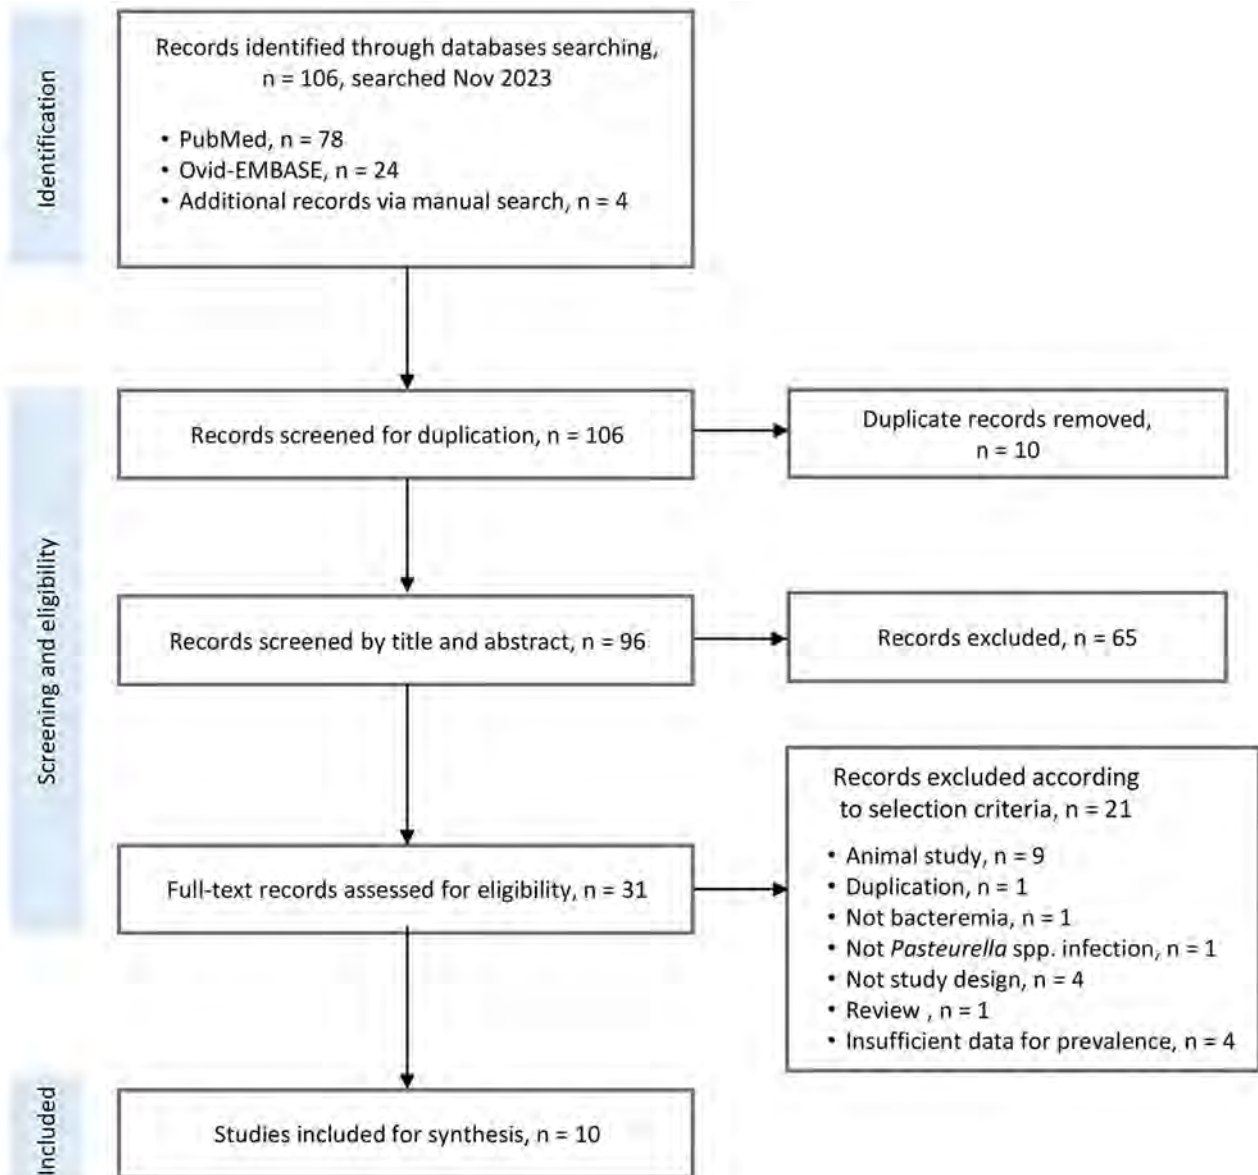 Identification
Records identified through databases searching,
n = 106, searched Nov 2023
• PubMed, n = 78
• Ovid-EMBASE, n = 24
• Additional records via manual search, n = 4
Screening and eligibility
Records screened for duplication, n = 106
Duplicate records removed,
n = 10
Records screened by title and abstract, n = 96
Records excluded, n = 65
Full-text records assessed for eligibility, n = 31
Records excluded according
to selection criteria, n = 21
• Animal study, n = 9
• Duplication, n = 1
• Not bacteremia, n = 1
• Not Pasteurella spp. infection, n = 1
• Not study design, n = 4
• Review , n = 1
• Insufficient data for prevalence, n = 4
Included
Studies included for synthesis, n = 10